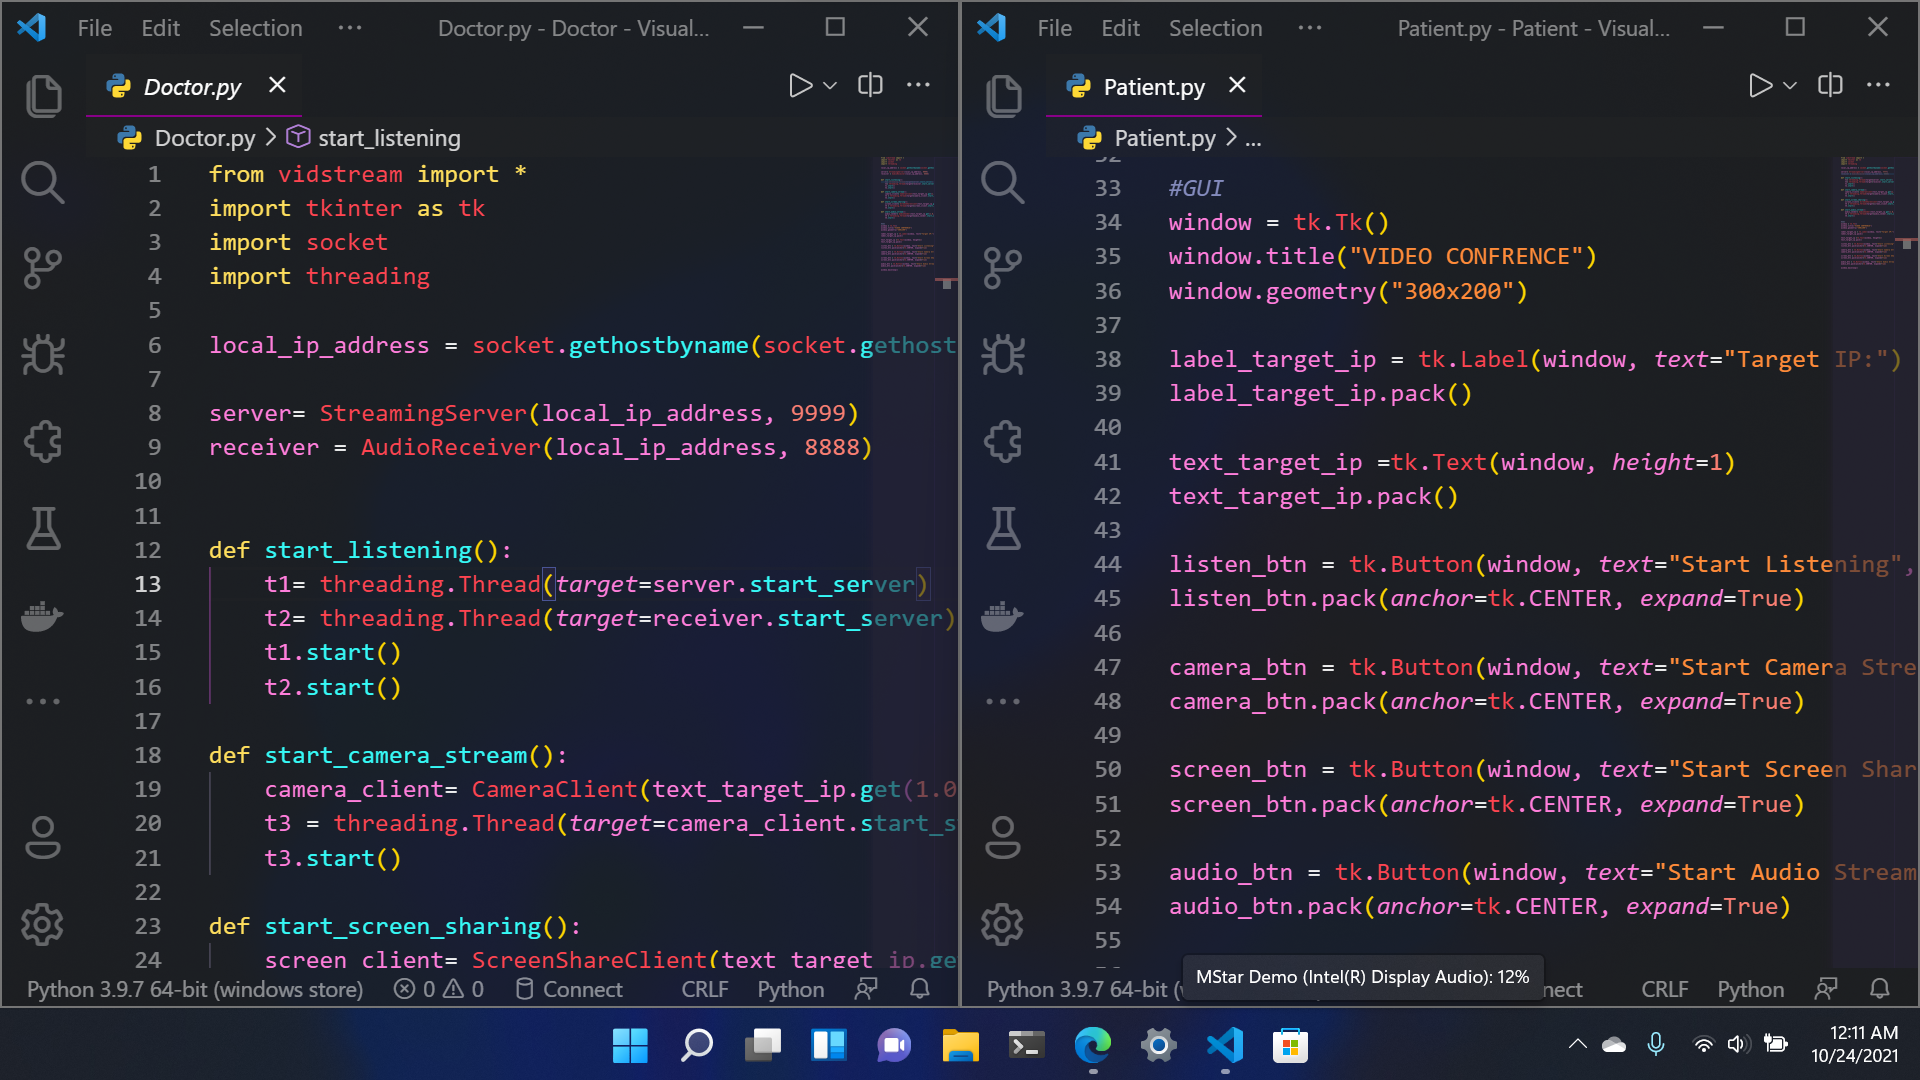 File Edit Selection ··· Doctor.py - Doctor - Visual...
Doctor.py
Doctor.py > start_listening
1 from vidstream import *
2 import tkinter as tk
3 import socket
4 import threading
5
6 local_ip_address = socket.gethostbyname(socket.gethost
7
8 server= StreamingServer(local_ip_address, 9999)
9 receiver = AudioReceiver(local_ip_address, 8888)
10
11
12 def start_listening():
13 t1= threading.Thread(target=server.start_server)
14 t2= threading.Thread(target=receiver.start_server)
15 t1.start()
16 t2.start()
17
18 def start_camera_stream():
19 camera_client= CameraClient(text_target_ip.get(1.0
20 t3 = threading.Thread(target=camera_client.start_s
21 t3.start()
22
23 def start_screen_sharing():
24 screen_client= ScreenShareClient(text_target_ip.ge
Python 3.9.7 64-bit (windows store) 0 0 Connect CRLF Python
File Edit Selection ··· Patient.py - Patient - Visual...
Patient.py
Patient.py > ...
32
33 #GUI
34 window = tk.Tk()
35 window.title("VIDEO CONFRENCE")
36 window.geometry("300x200")
37
38 label_target_ip = tk.Label(window, text="Target IP:")
39 label_target_ip.pack()
40
41 text_target_ip =tk.Text(window, height=1)
42 text_target_ip.pack()
43
44 listen_btn = tk.Button(window, text="Start Listening",
45 listen_btn.pack(anchor=tk.CENTER, expand=True)
46
47 camera_btn = tk.Button(window, text="Start Camera Stre
48 camera_btn.pack(anchor=tk.CENTER, expand=True)
49
50 screen_btn = tk.Button(window, text="Start Screen Shar
51 screen_btn.pack(anchor=tk.CENTER, expand=True)
52
53 audio_btn = tk.Button(window, text="Start Audio Stream
54 audio_btn.pack(anchor=tk.CENTER, expand=True)
55
MStar Demo (Intel(R) Display Audio): 12%
Python 3.9.7 64-bit ( nect CRLF Python
12:11 AM
10/24/2021